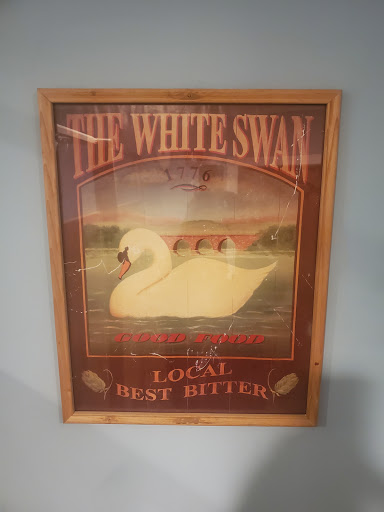 THE WHITE SWAN
1776
GOOD FOOD
LOCAL
BEST BITTER